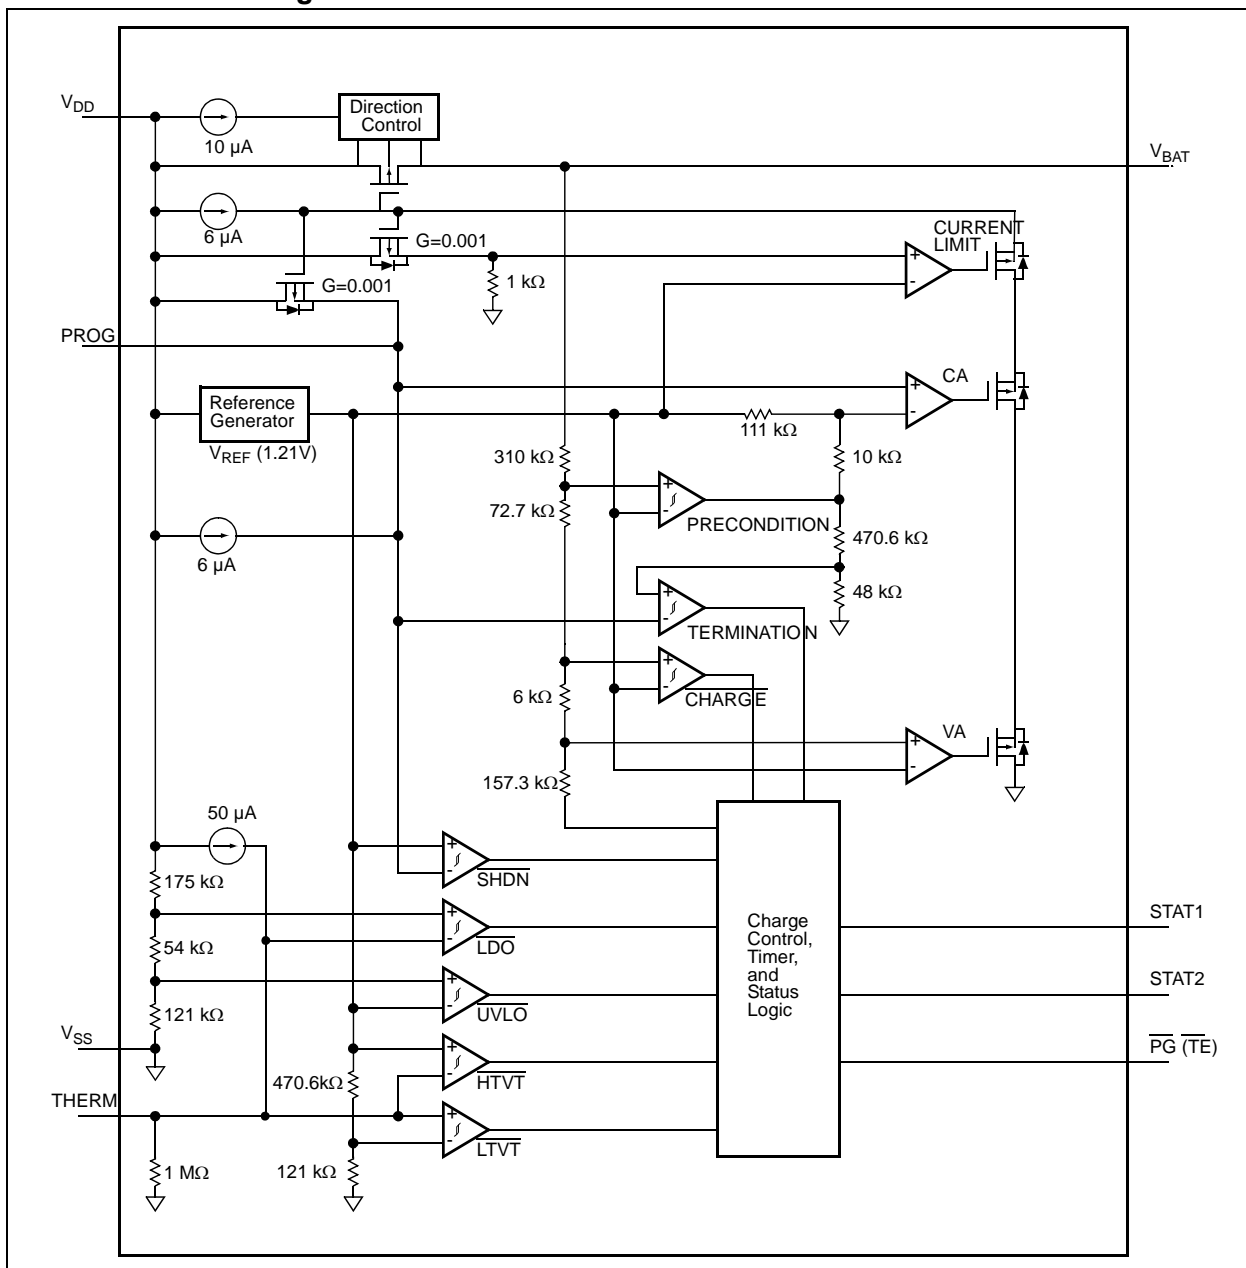 g
V_DD
Direction
Control
10 µA
V_BAT
6 µA
G=0.001
CURRENT
LIMIT
+
-
1 kΩ
G=0.001
PROG
CA
+
-
Reference
Generator
V_REF (1.21V)
111 kΩ
310 kΩ
10 kΩ
+
-
72.7 kΩ
PRECONDITION
470.6 kΩ
6 µA
48 kΩ
+
-
TERMINATION
+
-
6 kΩ
CHARGE
VA
+
-
157.3 kΩ
50 µA
+
-
SHDN
175 kΩ
+
-
LDO
54 kΩ
Charge
Control,
Timer,
and
Status
Logic
STAT1
+
-
UVLO
121 kΩ
STAT2
V_SS
+
-
HTVT
PG (TE)
470.6kΩ
THERM
+
-
LTVT
1 MΩ
121 kΩ